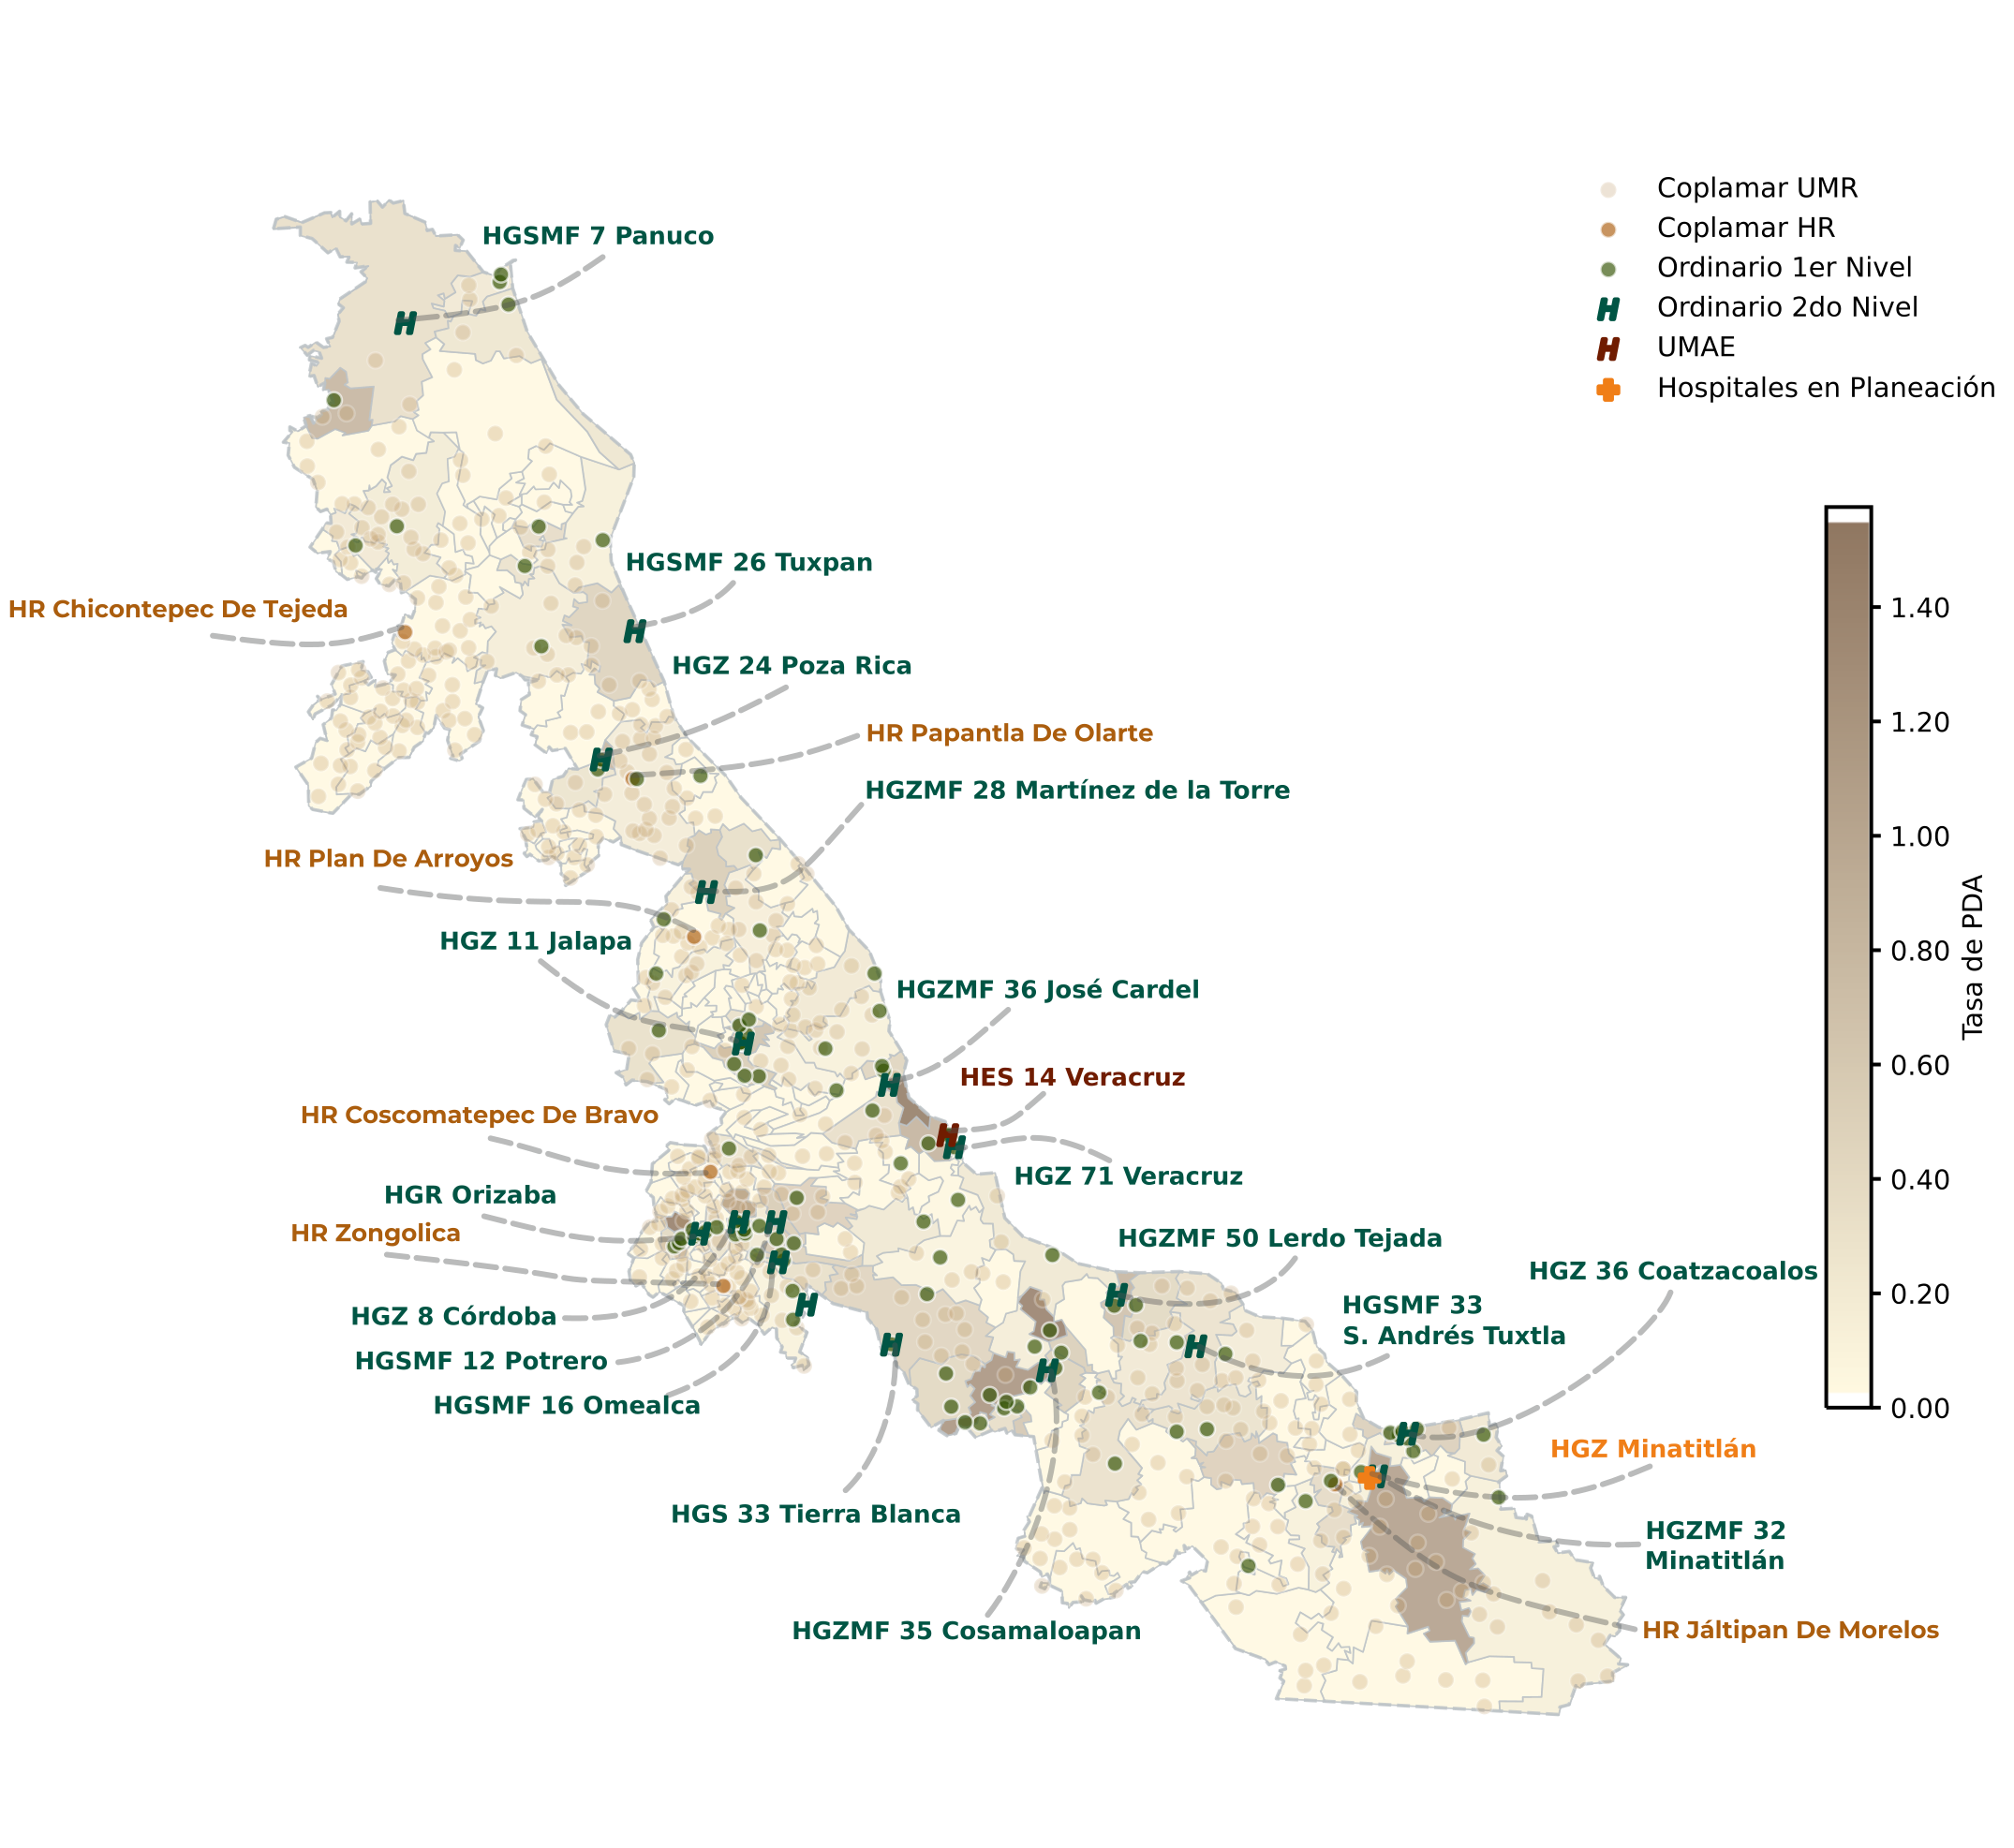 Coplamar UMR
Coplamar HR
Ordinario 1er Nivel
Ordinario 2do Nivel
UMAE
Hospitales en Planeación
HGSMF 7 Panuco
HGSMF 26 Tuxpan
HR Chicontepec De Tejeda
HGZ 24 Poza Rica
HR Papantla De Olarte
HGZMF 28 Martínez de la Torre
HR Plan De Arroyos
HGZ 11 Jalapa
HGZMF 36 José Cardel
HES 14 Veracruz
HR Coscomatepec De Bravo
HGZ 71 Veracruz
HGR Orizaba
HR Zongolica
HGZMF 50 Lerdo Tejada
HGZ 36 Coatzacoalos
HGSMF 33
S. Andrés Tuxtla
HGZ 8 Córdoba
HGSMF 12 Potrero
HGSMF 16 Omealca
HGZ Minatitlán
HGS 33 Tierra Blanca
HGZMF 32
Minatitlán
HGZMF 35 Cosamaloapan
HR Jáltipan De Morelos
1.40
1.20
1.00
0.80
0.60
0.40
0.20
0.00
Tasa de PDA